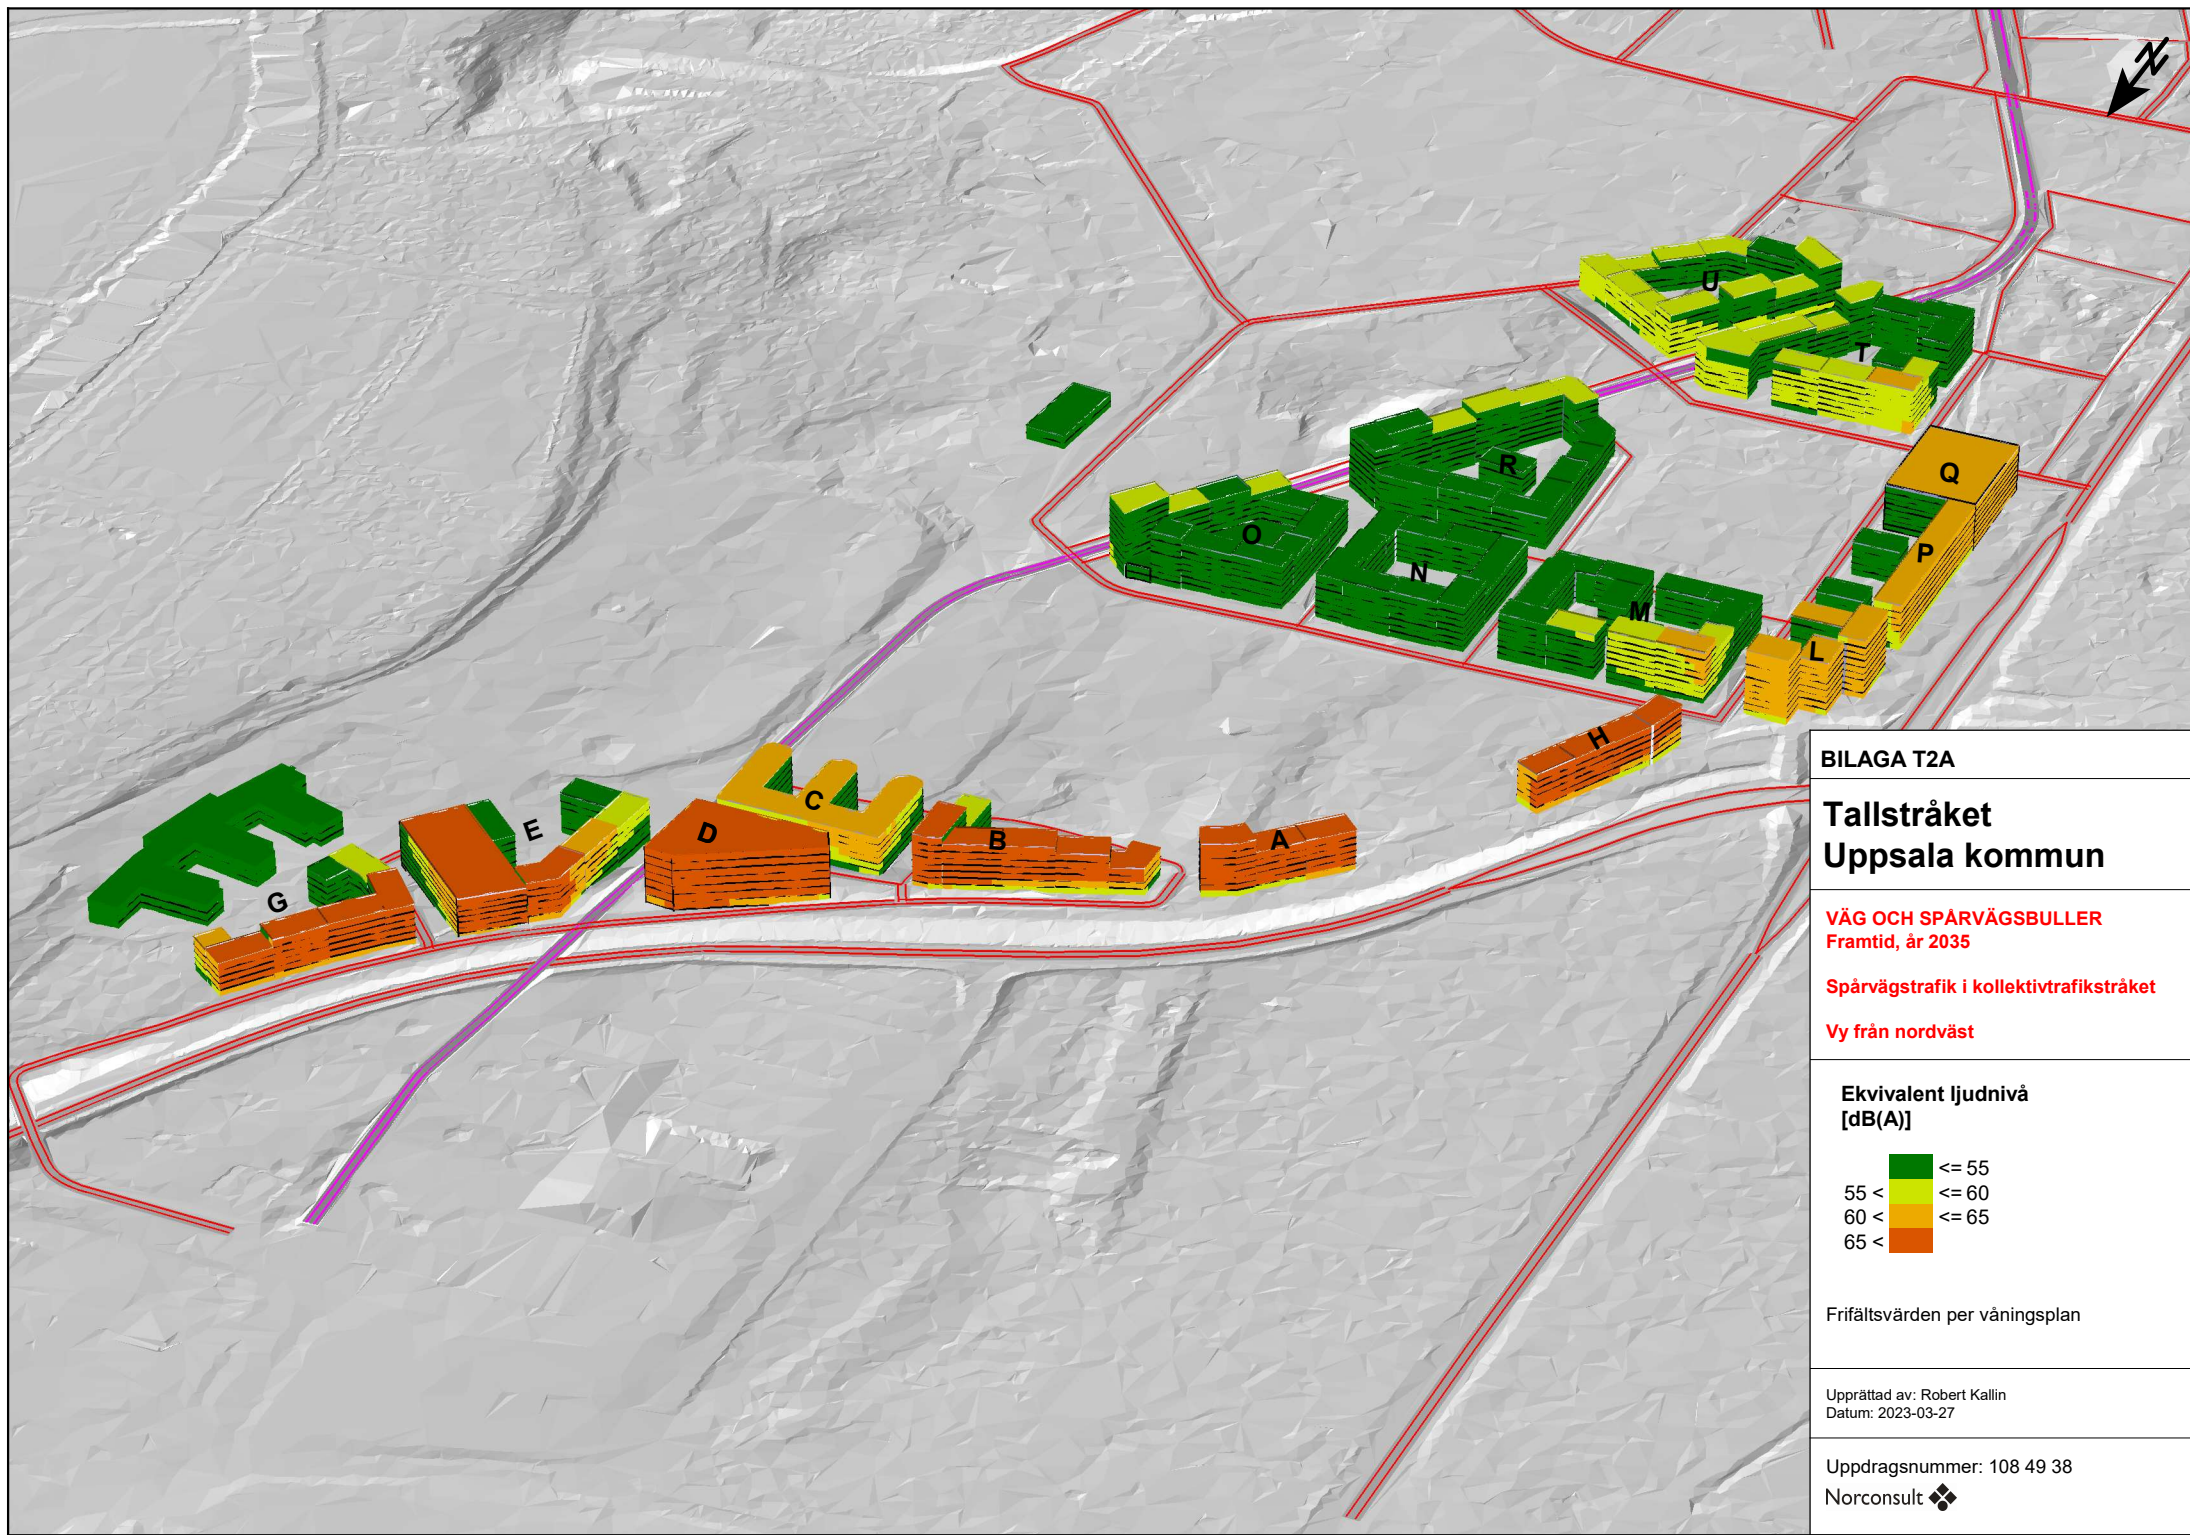 N
U
T
Q
R
O
P
N
M
L
H
C
E
D
B
A
G
BILAGA T2A
Tallstråket
Uppsala kommun
VÄG OCH SPÅRVÄGSBULLER
Framtid, år 2035
Spårvägstrafik i kollektivtrafikstråket
Vy från nordväst
Ekvivalent ljudnivå
[dB(A)]
<= 55
55 < <= 60
60 < <= 65
65 <
Frifältsvärden per våningsplan
Upprättad av: Robert Kallin
Datum: 2023-03-27
Uppdragsnummer: 108 49 38
Norconsult